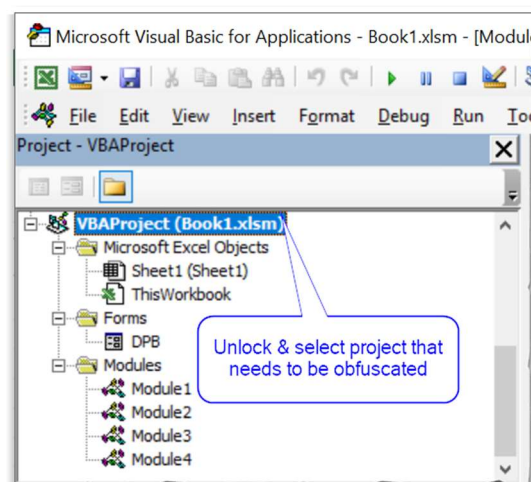 Microsoft Visual Basic for Applications - Book1.xlsm - [Modul
File Edit View Insert Format Debug Run To
Project - VBAProject
VBAProject (Book1.xlsm)
Microsoft Excel Objects
Sheet1 (Sheet1)
ThisWorkbook
Forms
DPB
Modules
Module1
Module2
Module3
Module4
Unlock & select project that
needs to be obfuscated